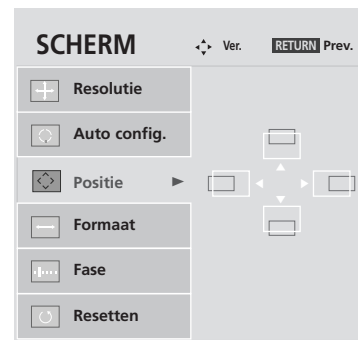 SCHERM Ver. RETURN Prev.
Resolutie
Auto config.
Positie
Formaat
Fase
Resetten